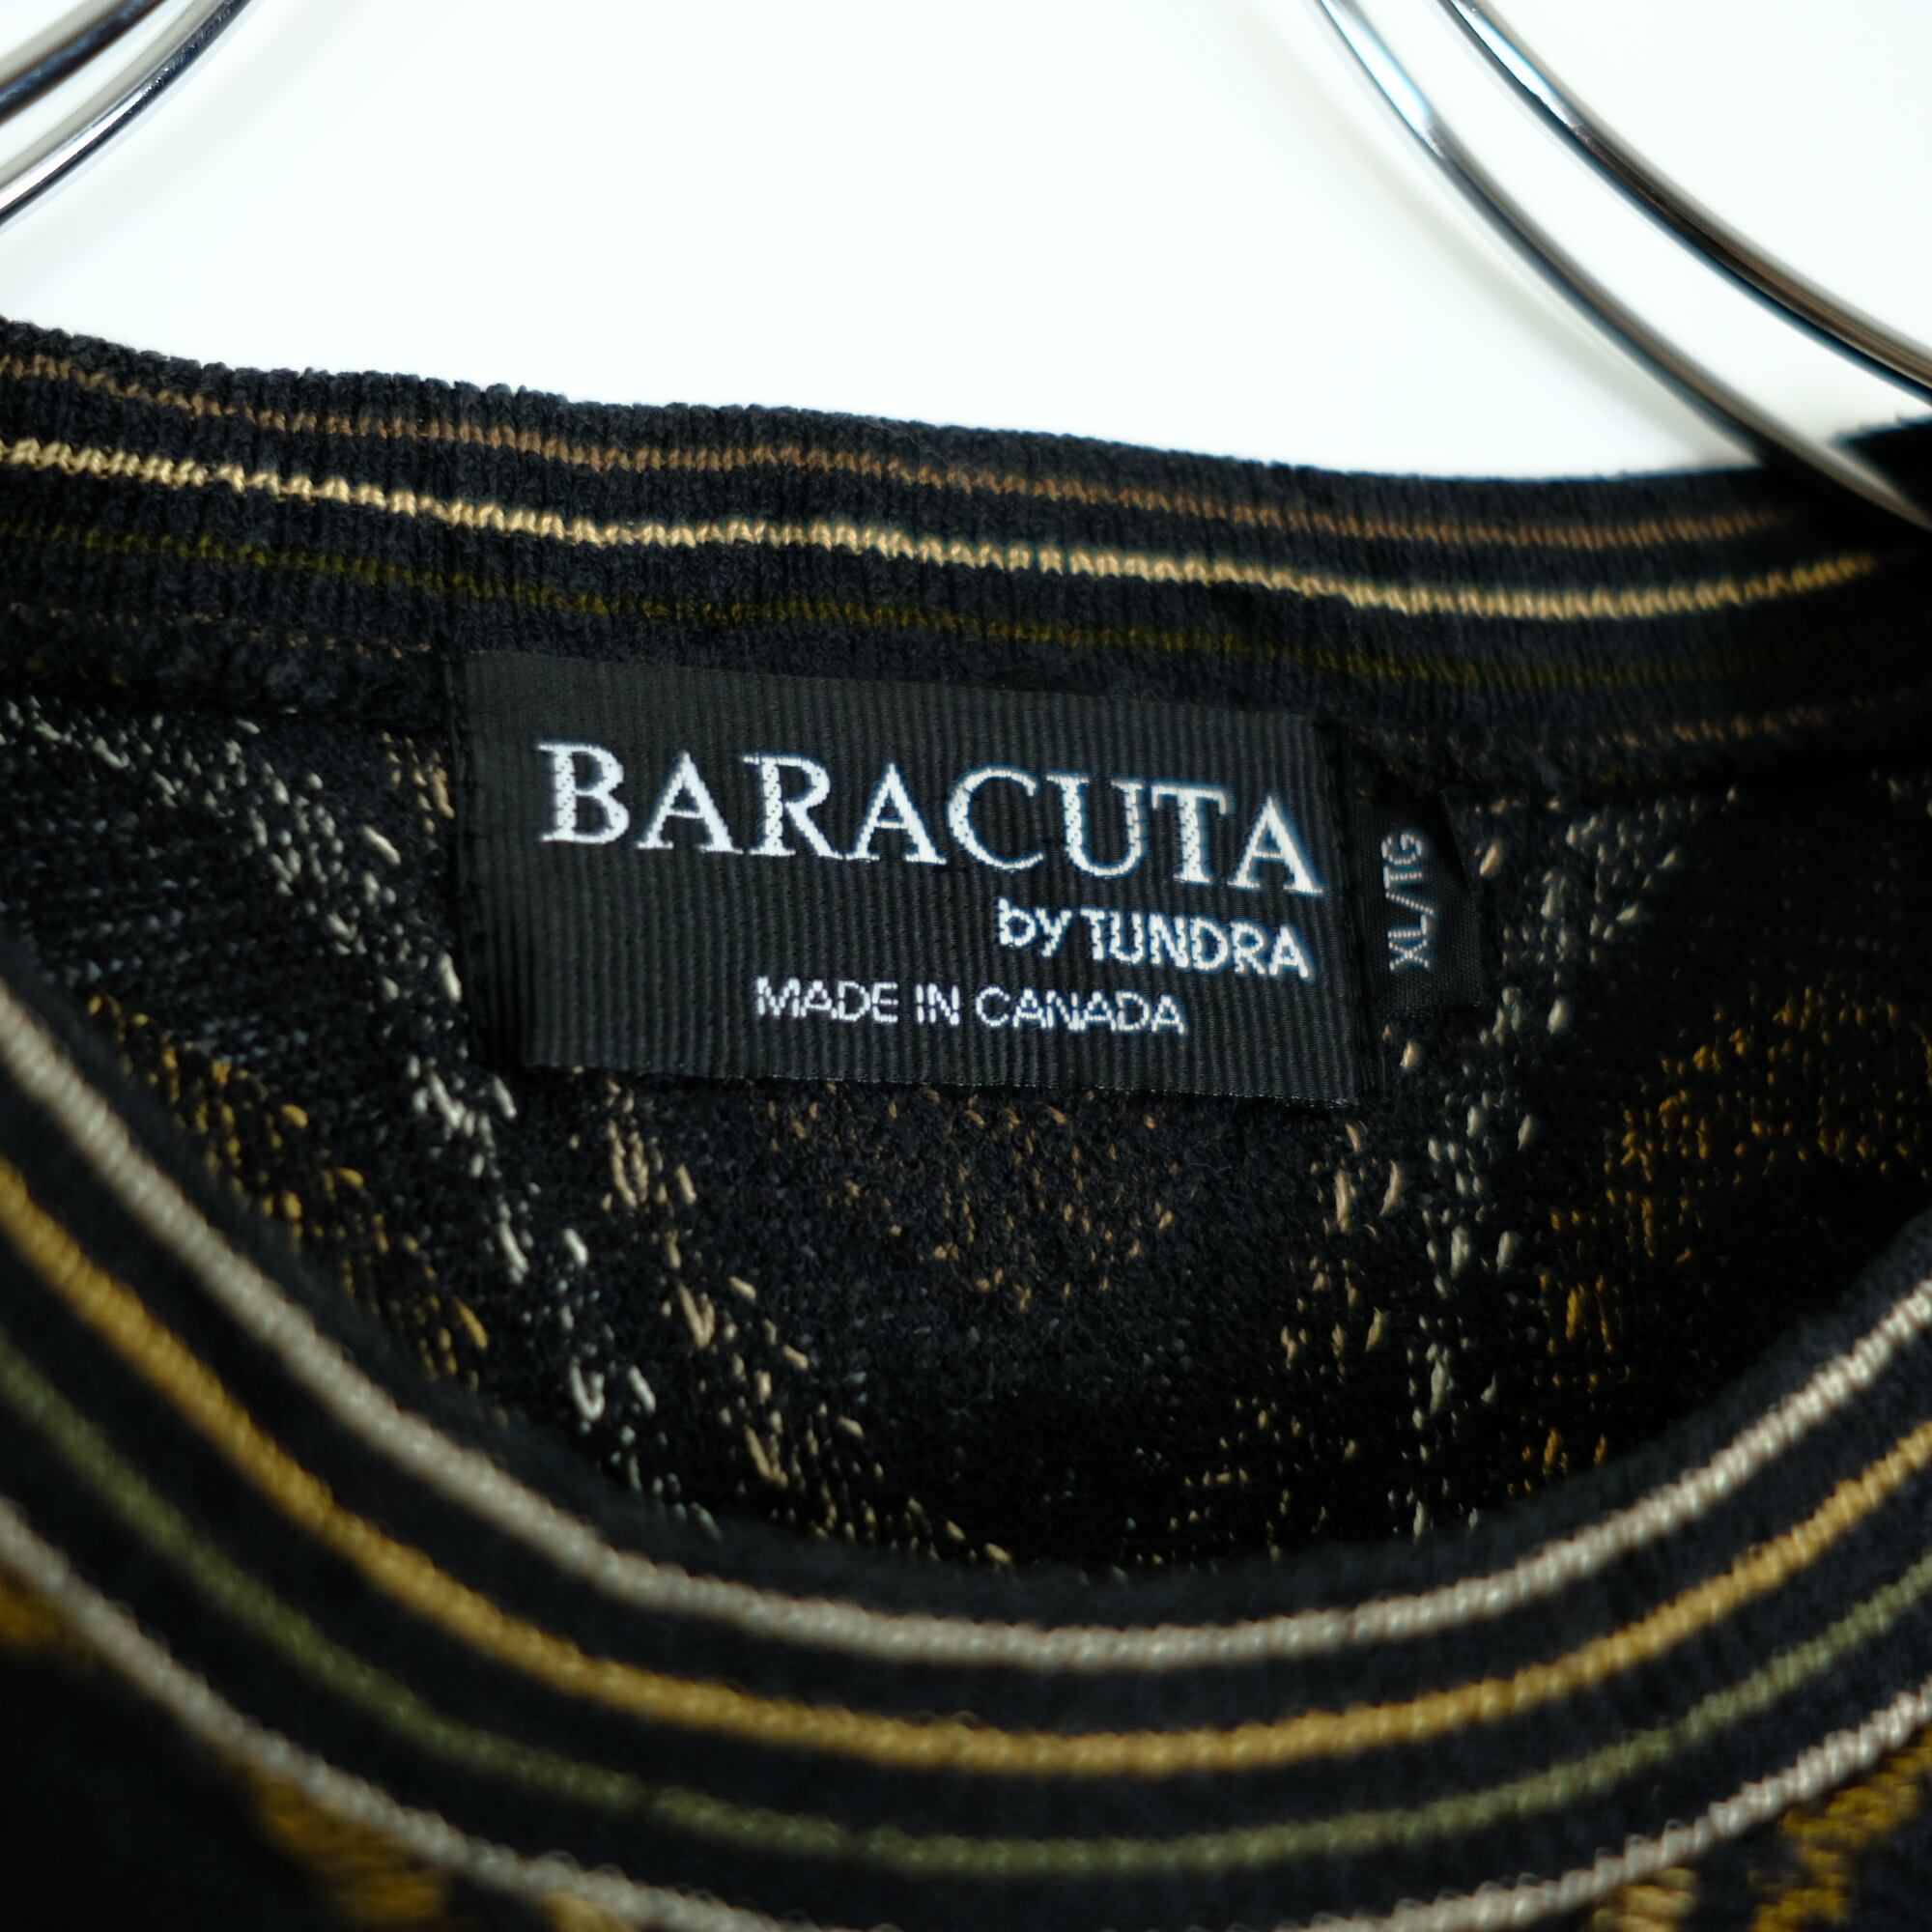 BARACUTA
by TUNDRA
MADE IN CANADA
XL/TG